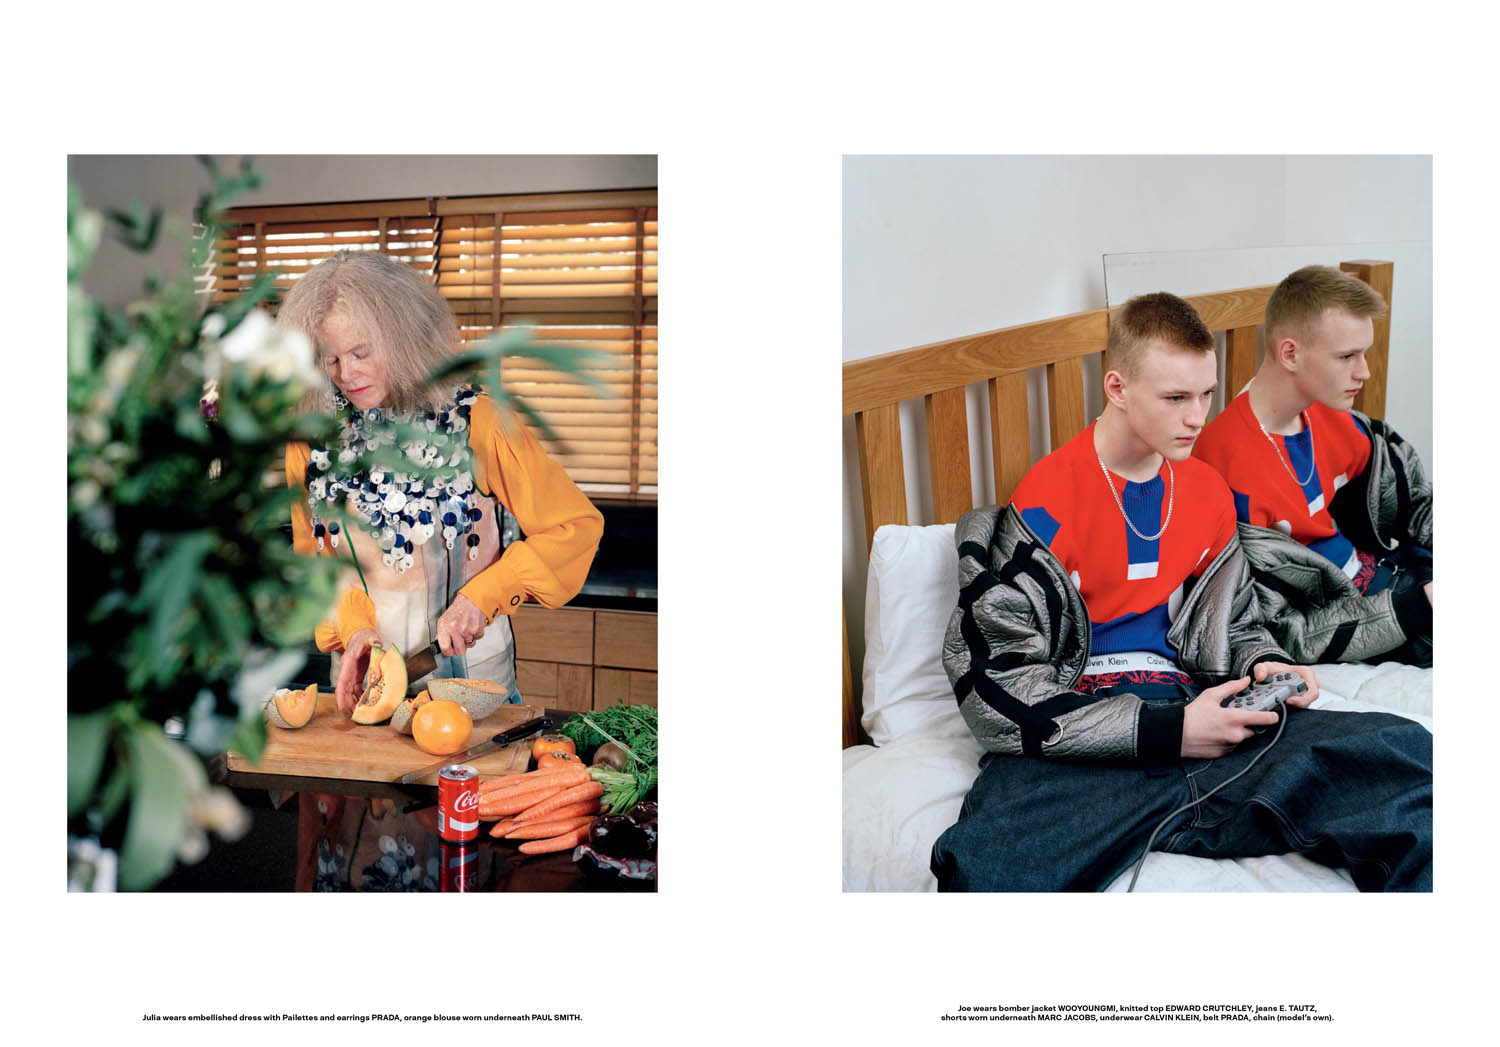 Coca
Calvin Klein
Calvin K
Julia wears embellished dress with Pailettes and earrings PRADA, orange blouse worn underneath PAUL SMITH.
Joe wears bomber jacket WOOYOUNGMI, knitted top EDWARD CRUTCHLEY, jeans E. TAUTZ,
shorts worn underneath MARC JACOBS, underwear CALVIN KLEIN, belt PRADA, chain (model's own).